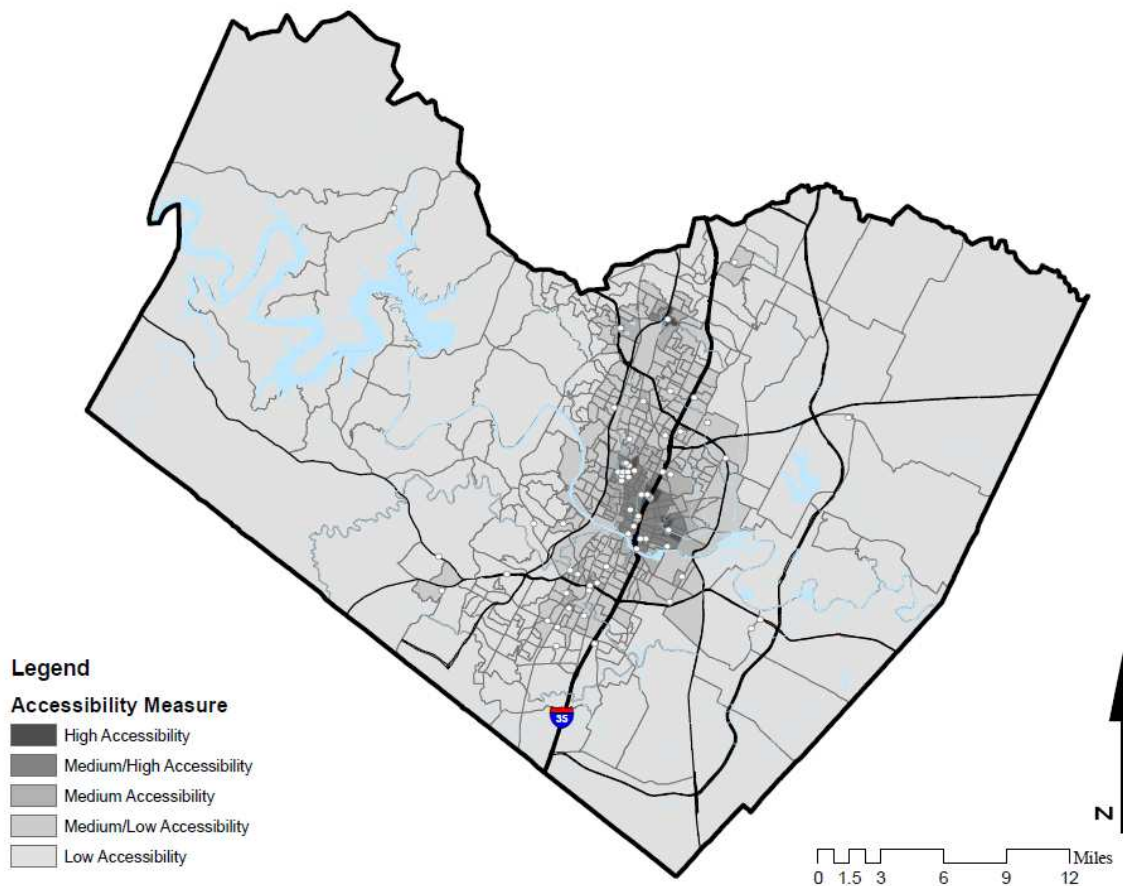 35
Legend
Accessibility Measure
High Accessibility
Medium/High Accessibility
Medium Accessibility
Medium/Low Accessibility
Low Accessibility
N
Miles
0 1.5 3 6 9 12